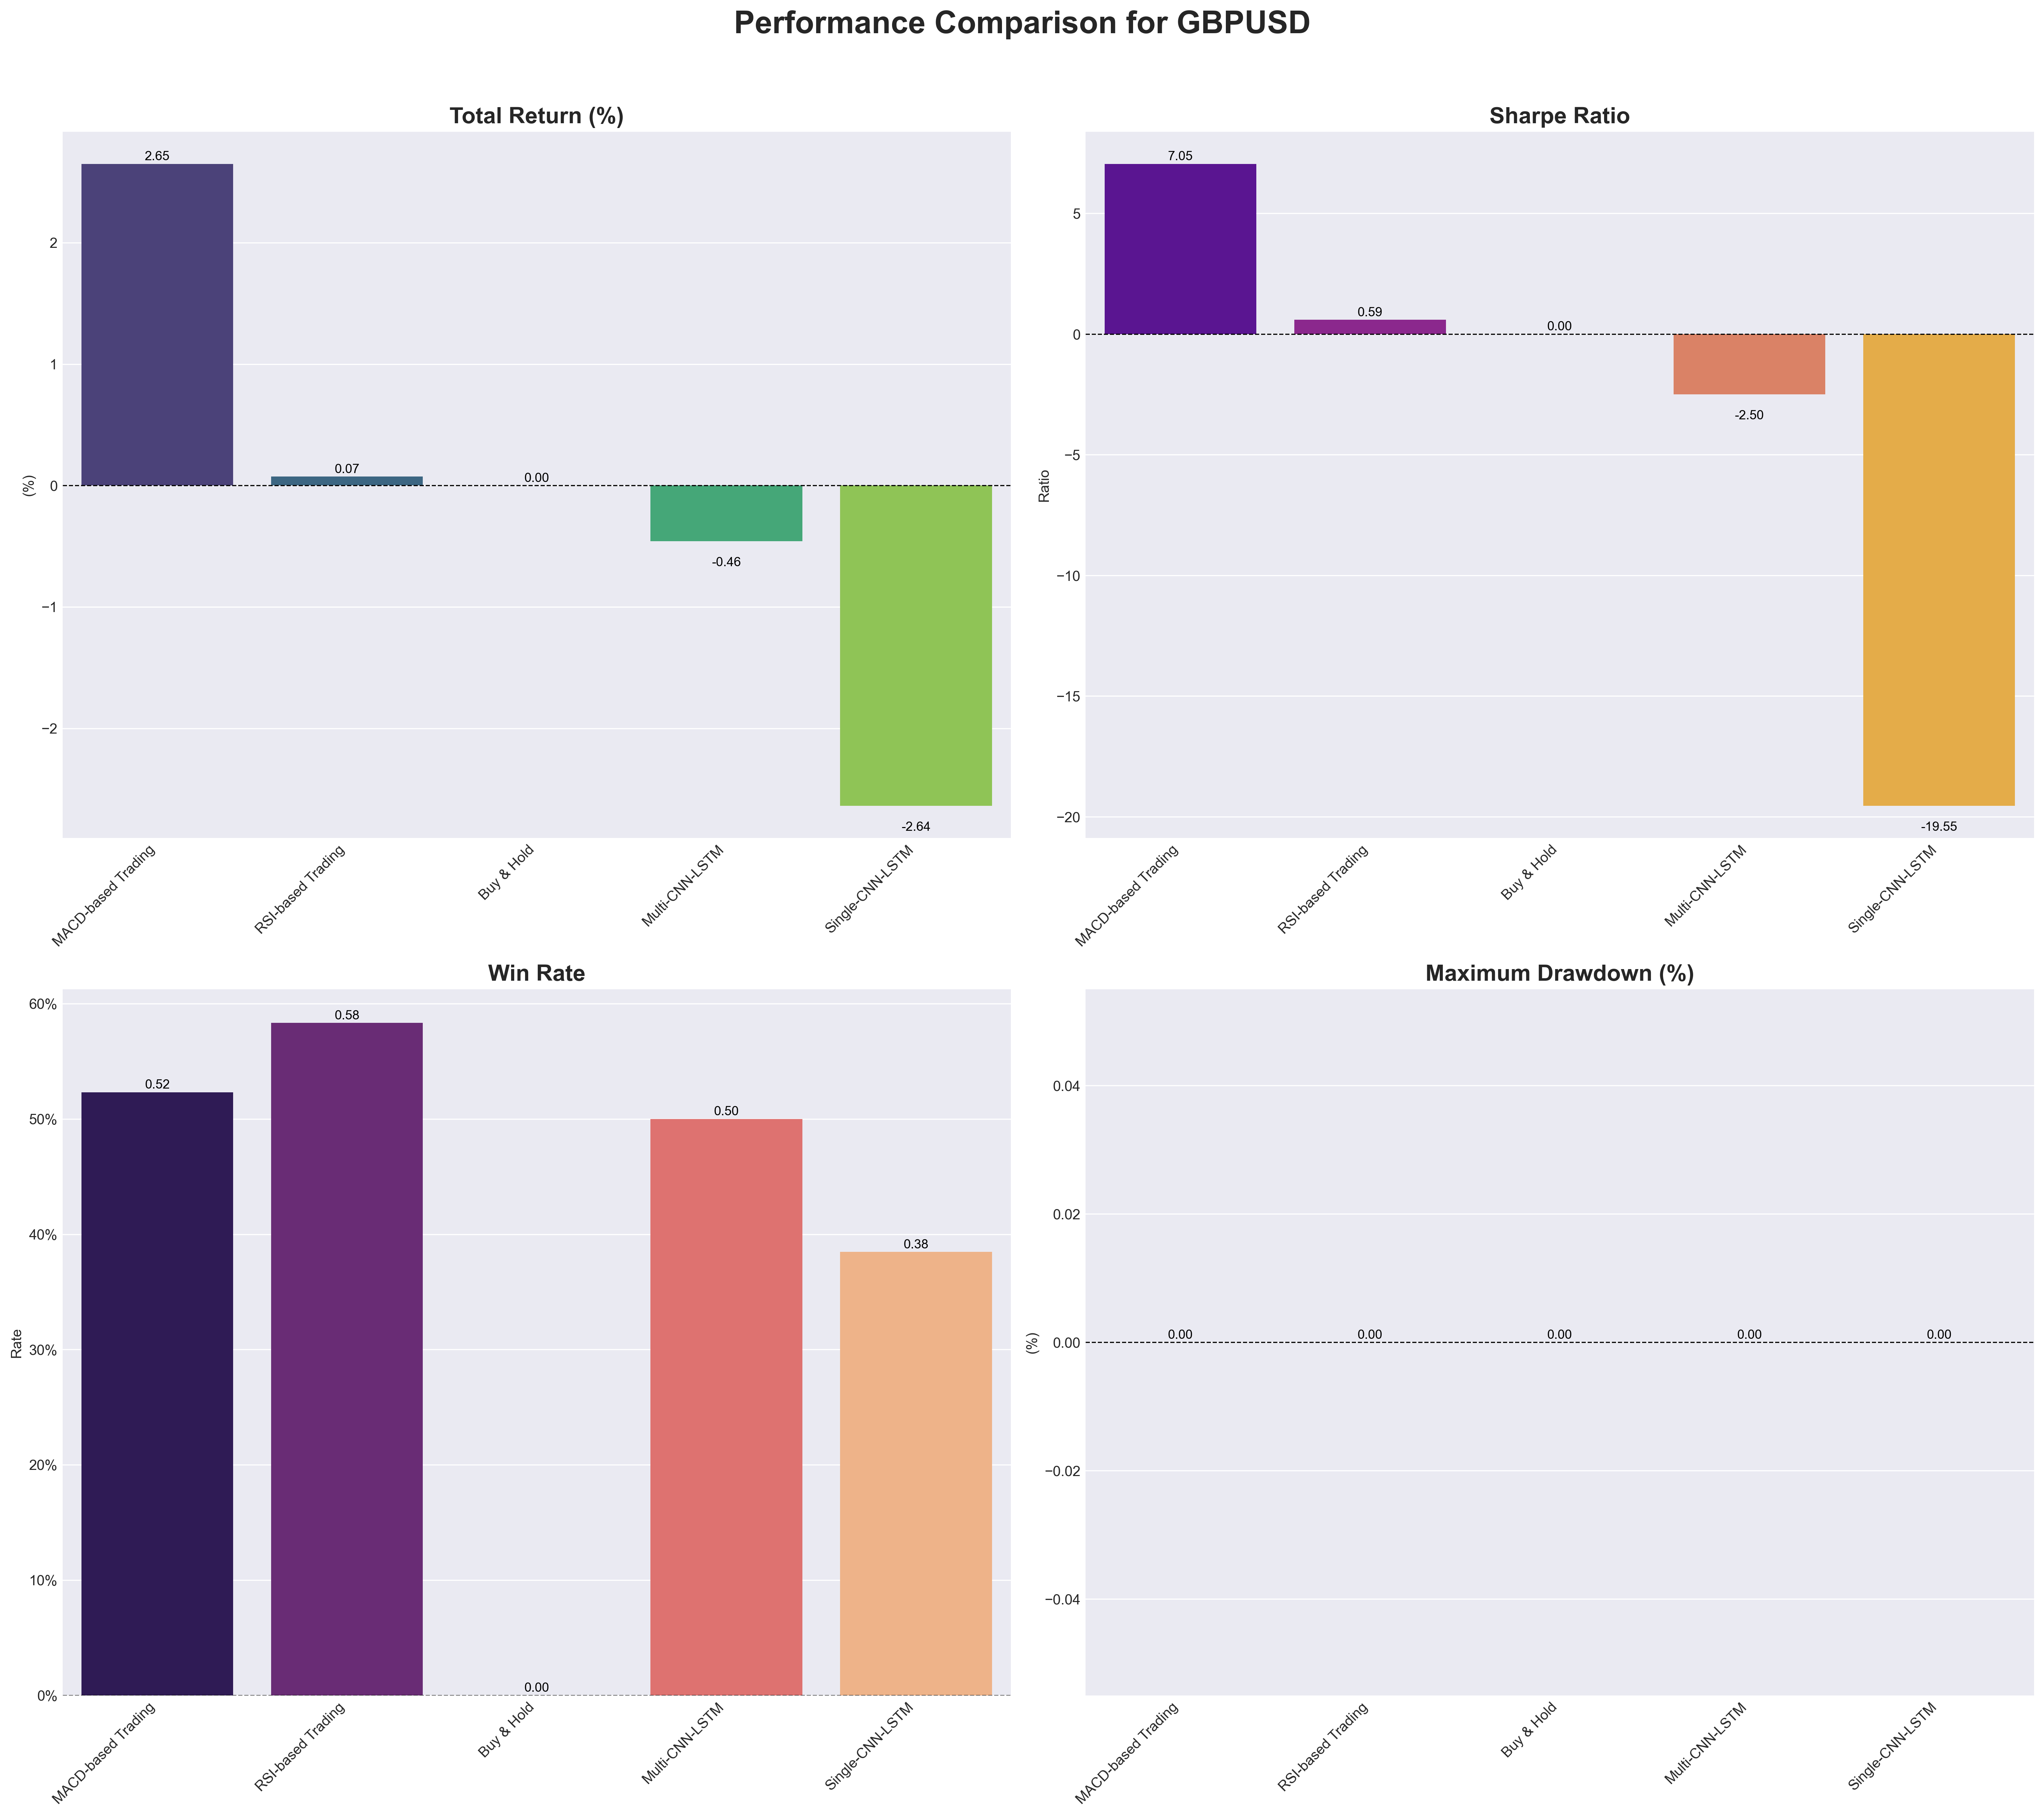 Performance Comparison for GBPUSD
Total Return (%)
2.65
0.07
0.00
-0.46
-2.64
2
1
0
−1
−2
(%)
MACD-based Trading
RSI-based Trading
Buy & Hold
Multi-CNN-LSTM
Single-CNN-LSTM
Sharpe Ratio
7.05
0.59
0.00
-2.50
-19.55
5
0
−5
−10
−15
−20
Ratio
MACD-based Trading
RSI-based Trading
Buy & Hold
Multi-CNN-LSTM
Single-CNN-LSTM
Win Rate
0.52
0.58
0.00
0.50
0.38
60%
50%
40%
30%
20%
10%
0%
Rate
MACD-based Trading
RSI-based Trading
Buy & Hold
Multi-CNN-LSTM
Single-CNN-LSTM
Maximum Drawdown (%)
0.00
0.00
0.00
0.00
0.00
0.04
0.02
0.00
−0.02
−0.04
(%)
MACD-based Trading
RSI-based Trading
Buy & Hold
Multi-CNN-LSTM
Single-CNN-LSTM